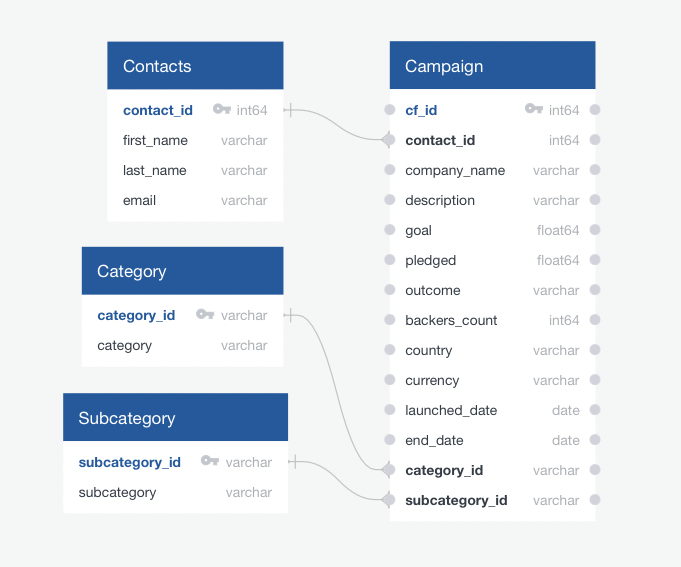 Contacts
contact_id int64
first_name varchar
last_name varchar
email varchar
Category
category_id varchar
category varchar
Subcategory
subcategory_id varchar
subcategory varchar
Campaign
cf_id int64
contact_id int64
company_name varchar
description varchar
goal float64
pledged float64
outcome varchar
backers_count int64
country varchar
currency varchar
launched_date date
end_date date
category_id varchar
subcategory_id varchar